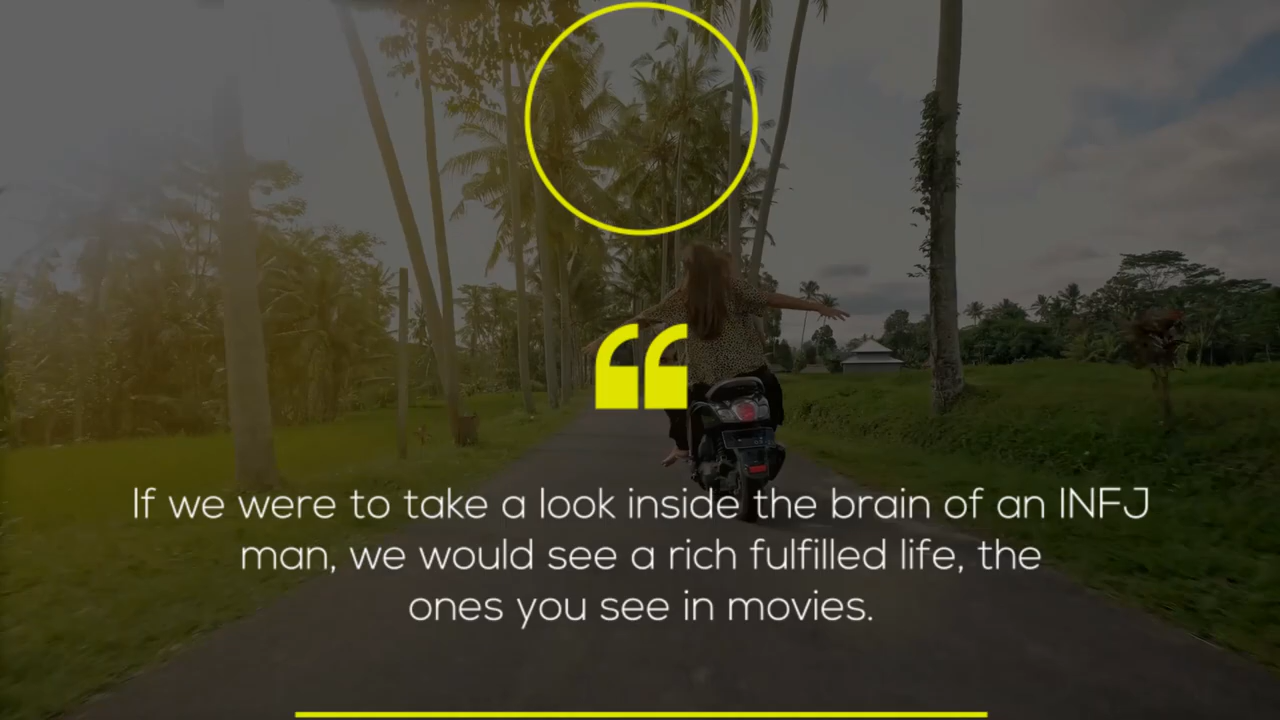 If we were to take a look inside the brain of an INFJ
man, we would see a rich fulfilled life, the
ones you see in movies.